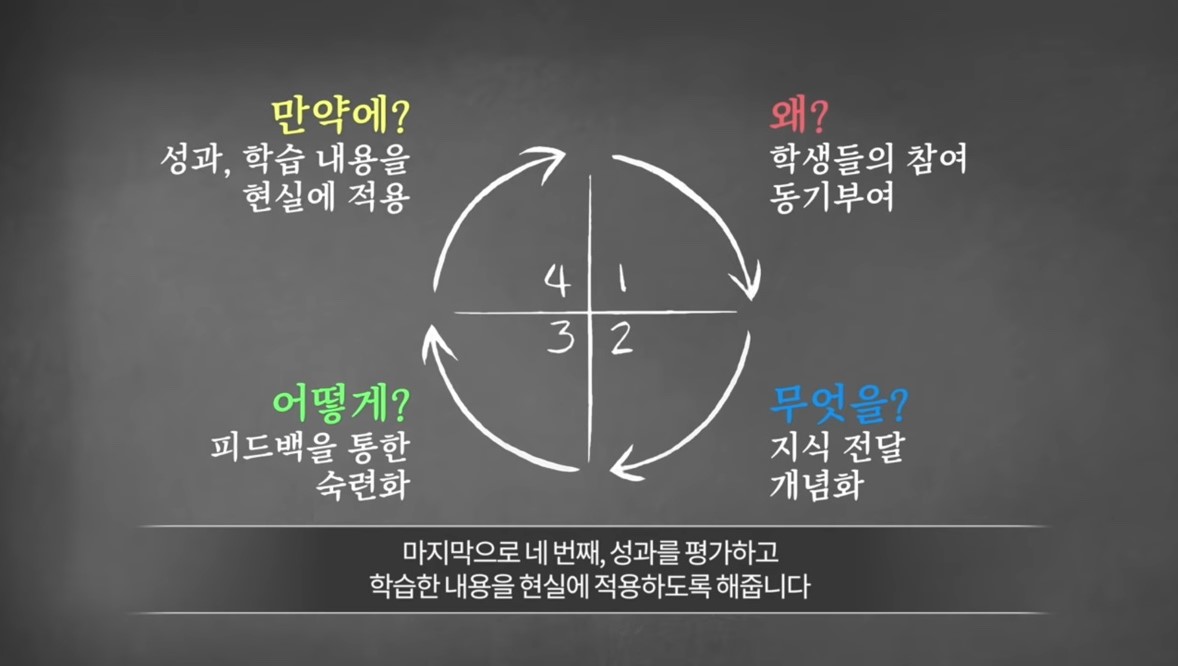 만약에?
성과, 학습 내용을
현실에 적용
왜?
학생들의 참여
동기부여
4 1
3 2
어떻게?
피드백을 통한
숙련화
무엇을?
지식 전달
개념화
마지막으로 네 번째, 성과를 평가하고
학습한 내용을 현실에 적용하도록 해줍니다